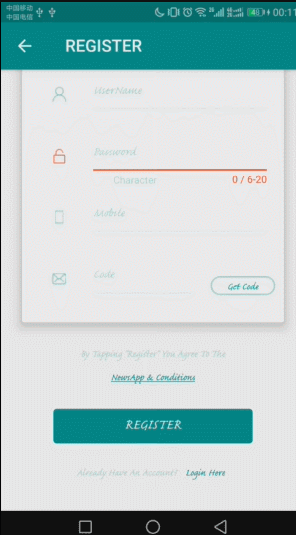 中国移动
中国电信
00:11
REGISTER
UserName
Password
Character 0 / 6-20
Mobile
Code
Get Code
By Tapping "Register" You Agree To The
NewsApp & Conditions
REGISTER
Already Have An Account? Login Here